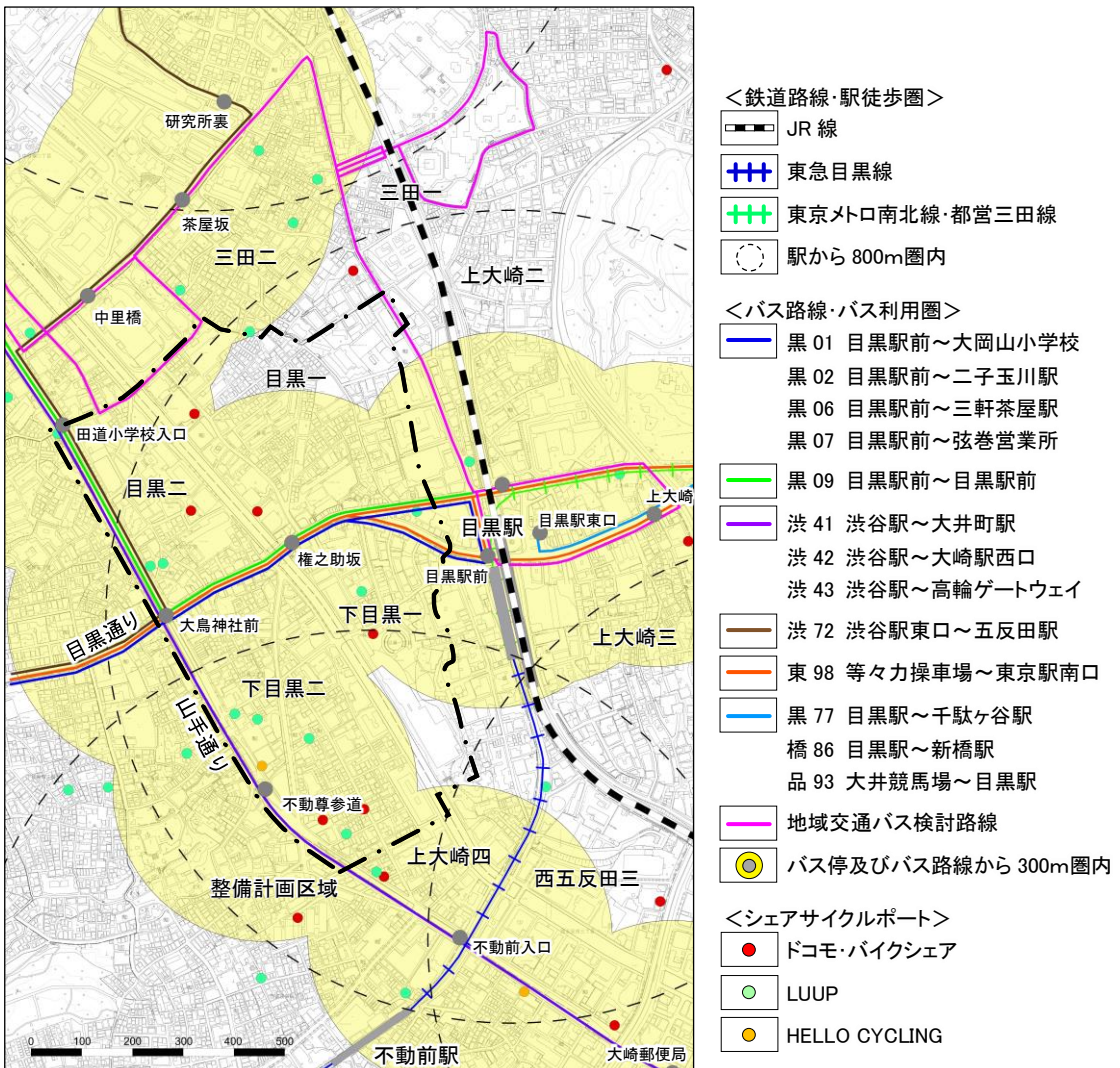 研究所裏
茶屋坂
三田一
三田二
上大崎二
中里橋
目黒一
田道小学校入口
目黒二
上大崎
目黒駅
目黒駅東口
権之助坂
目黒駅前
下目黒一
大鳥神社前
目黒通り
上大崎三
下目黒二
山手通り
不動尊参道
上大崎四
西五反田三
整備計画区域
不動前入口
不動前駅
大崎郵便局
0 100 200 300 400 500
<鉄道路線・駅徒歩圏>
JR 線
東急目黒線
東京メトロ南北線・都営三田線
駅から 800m圏内
<バス路線・バス利用圏>
黒 01 目黒駅前~大岡山小学校
黒 02 目黒駅前~二子玉川駅
黒 06 目黒駅前~三軒茶屋駅
黒 07 目黒駅前~弦巻営業所
黒 09 目黒駅前~目黒駅前
渋 41 渋谷駅~大井町駅
渋 42 渋谷駅~大崎駅西口
渋 43 渋谷駅~高輪ゲートウェイ
渋 72 渋谷駅東口~五反田駅
東 98 等々力操車場~東京駅南口
黒 77 目黒駅~千駄ヶ谷駅
橋 86 目黒駅~新橋駅
品 93 大井競馬場~目黒駅
地域交通バス検討路線
バス停及びバス路線から 300m圏内
<シェアサイクルポート>
ドコモ・バイクシェア
LUUP
HELLO CYCLING